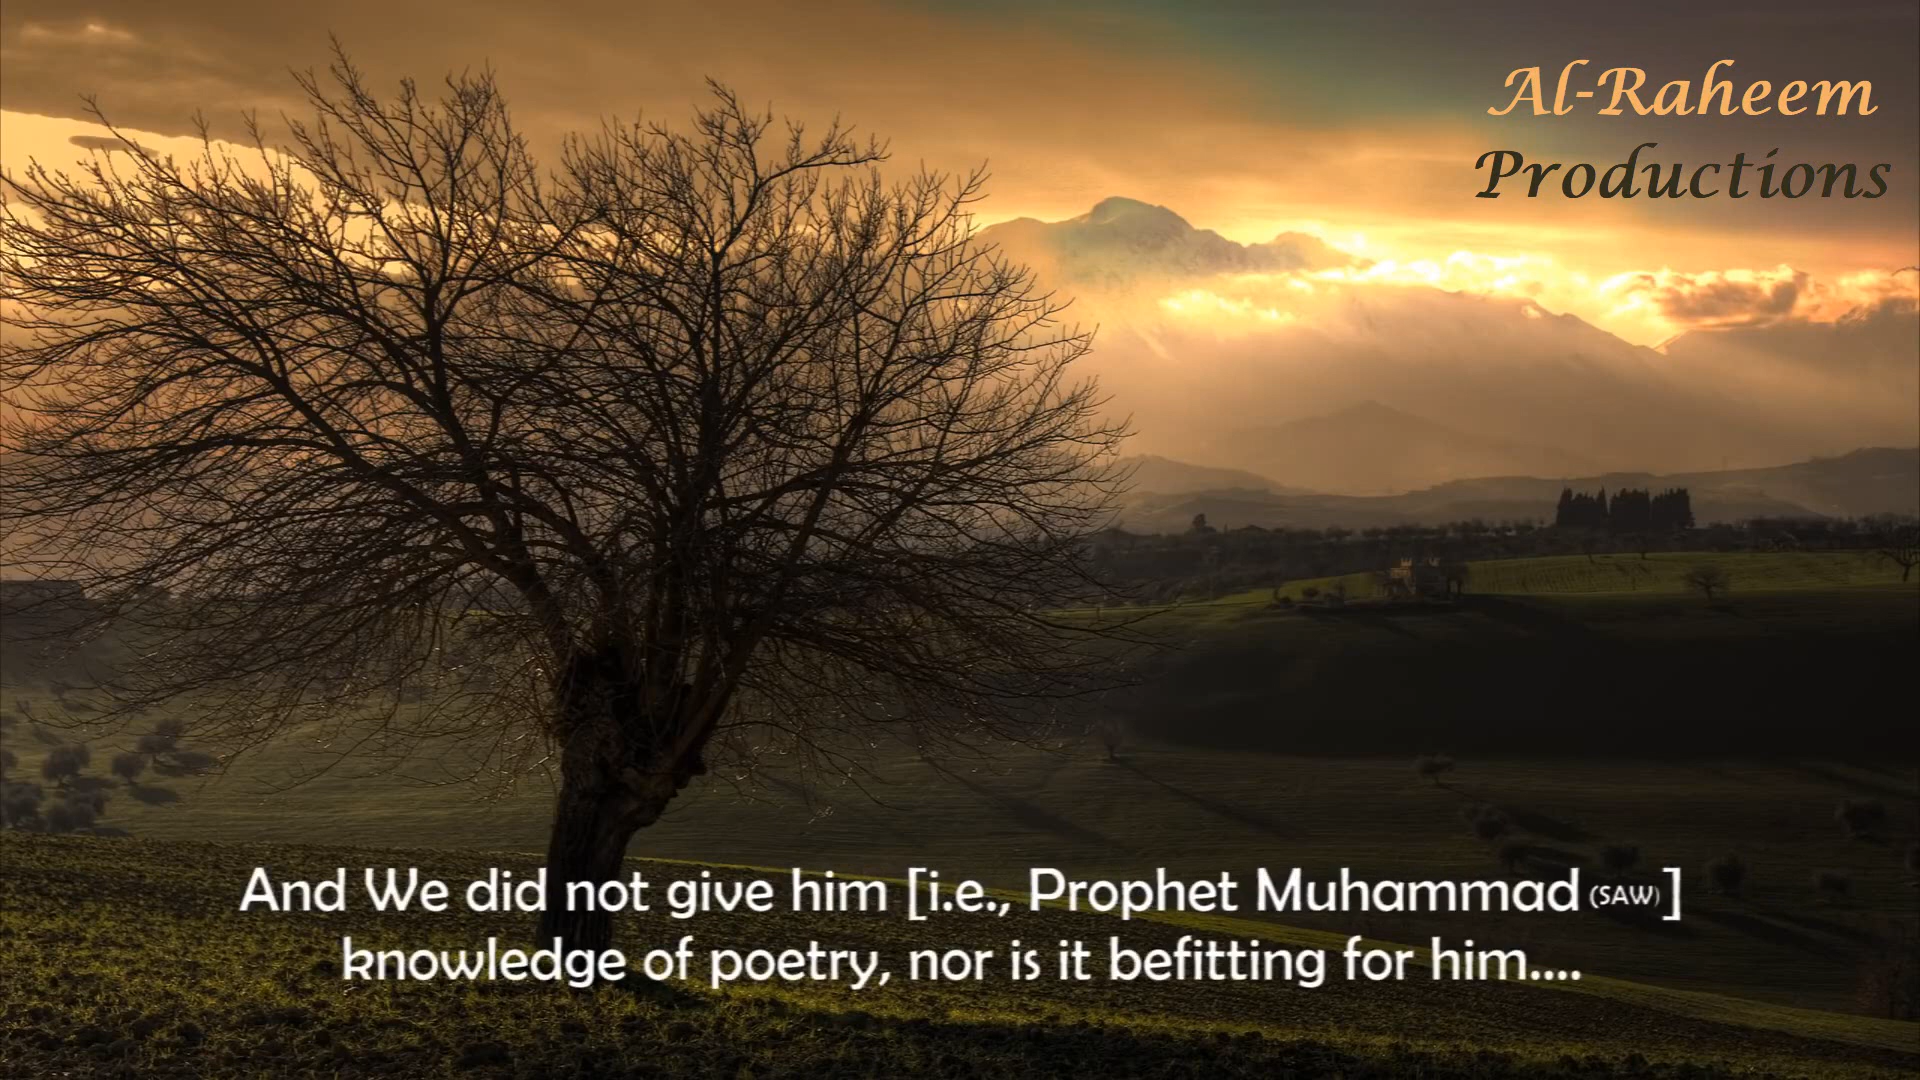 Al-Raheem
Productions
And We did not give him [i.e., Prophet Muhammad (SAW)]
knowledge of poetry, nor is it befitting for him....